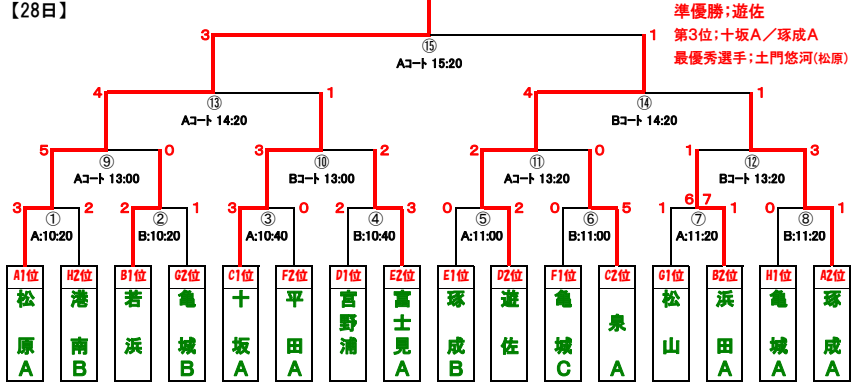 【28日】
準優勝;遊佐
第3位;十坂A/琢成A
最優秀選手;土門悠河(松原)
3 ⑮ 1
Aコート 15:20
4 ⑬ 1 4 ⑭ 1
Aコート 14:20 Bコート 14:20
5 ⑨ 0 3 ⑩ 2 2 ⑪ 0 1 ⑫ 3
Aコート 13:00 Bコート 13:00 Aコート 13:20 Bコート 13:20
6 7
3 ① 2 2 ② 1 3 ③ 0 2 ④ 3 0 ⑤ 2 0 ⑥ 5 1 ⑦ 1 0 ⑧ 1
A:10:20 B:10:20 A:10:40 B:10:40 A:11:00 B:11:00 A:11:20 B:11:20
A1位 H2位 B1位 G2位 C1位 F2位 D1位 E2位 E1位 D2位 F1位 C2位 G1位 B2位 H1位 A2位
松原A
港南B
若浜
亀城B
十坂A
平田A
宮野浦
富士見A
琢成B
遊佐
亀城C
泉A
松山
浜田A
亀城A
琢成A